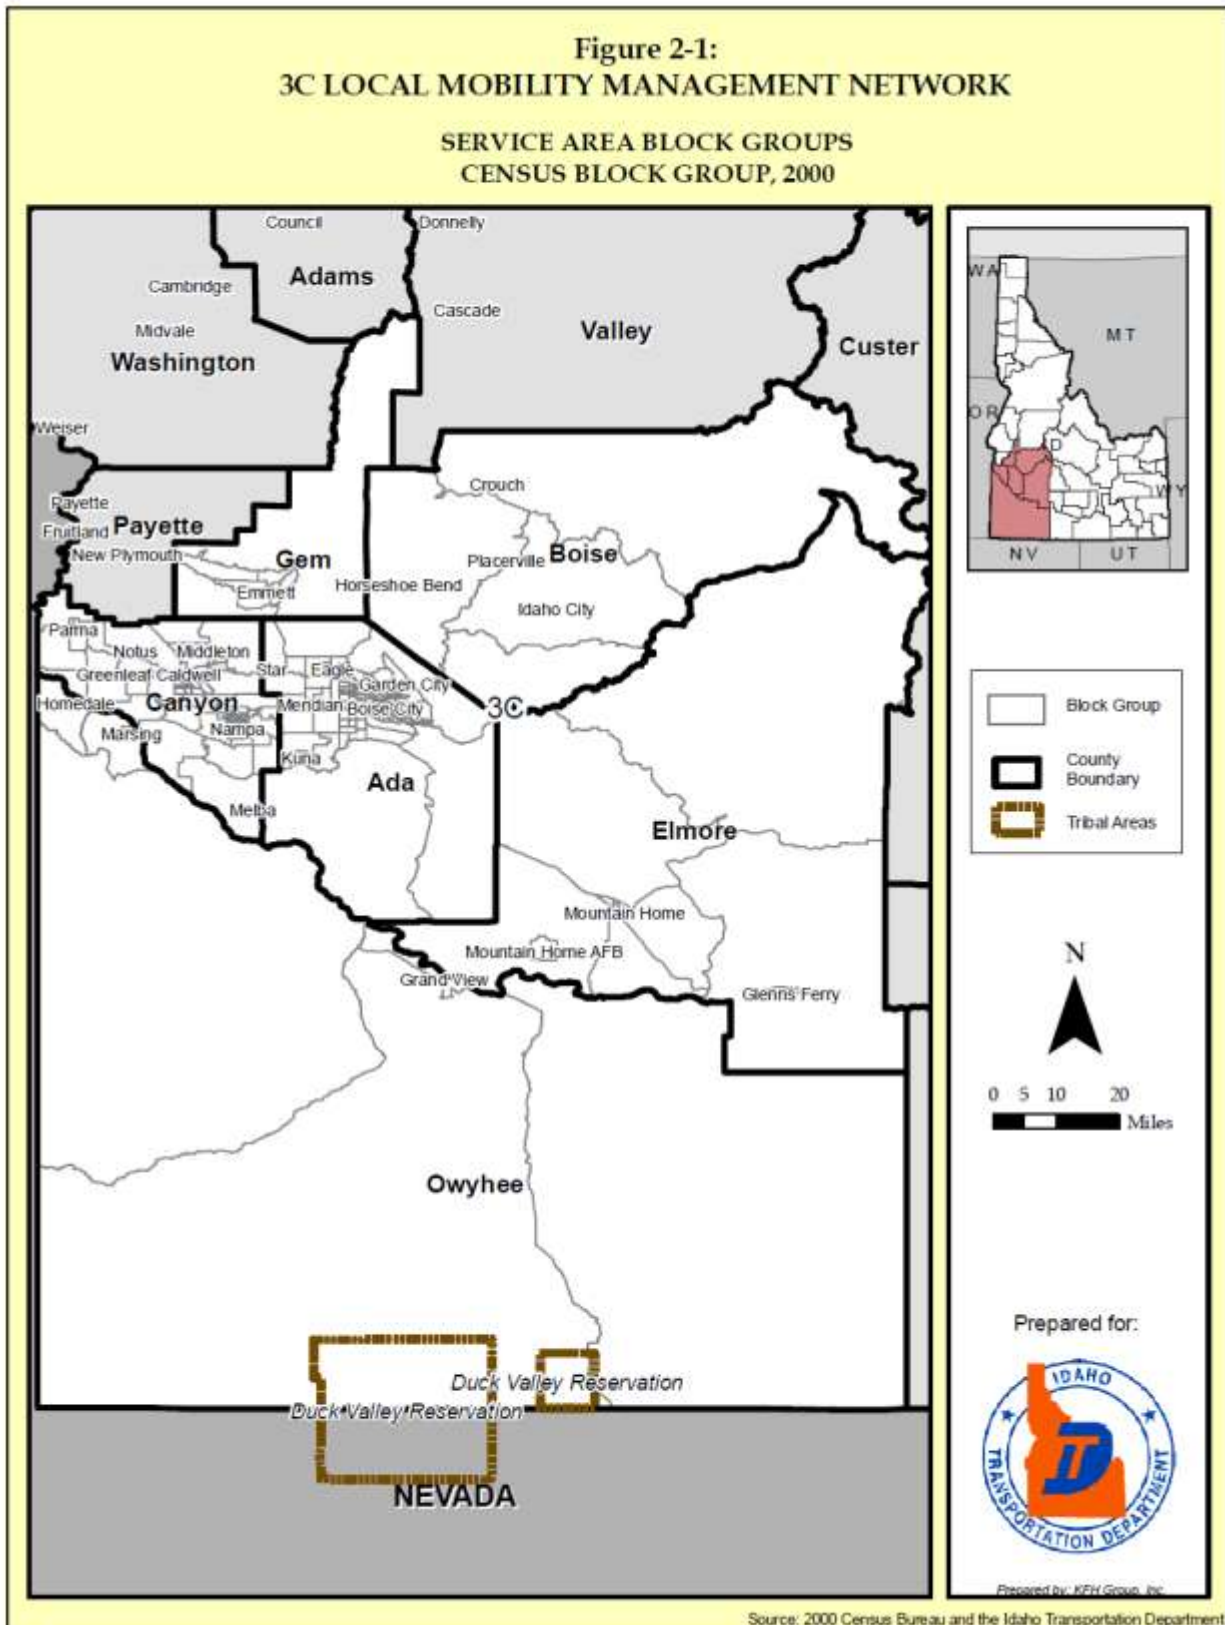 Figure 2-1:
3C LOCAL MOBILITY MANAGEMENT NETWORK
SERVICE AREA BLOCK GROUPS
CENSUS BLOCK GROUP, 2000
Council
Donnelly
Adams
Cambridge
Cascade
Midvale
Valley
Washington
Custer
Weiser
Crouch
Payette
Payette
Fruitland
New Plymouth
Gem
Placerville
Boise
Emmett
Horseshoe Bend
Idaho City
Parma
Notus
Middleton
Star
Eagle
Greenleaf
Caldwell
Garden City
Homedale
Canyon
Meridian
Boise City
3C
Marsing
Nampa
Kuna
Ada
Melba
Elmore
Mountain Home
Mountain Home AFB
Grand View
Glenns Ferry
Owyhee
Duck Valley Reservation
Duck Valley Reservation
NEVADA
WA
MT
OR
D
WY
NV
UT
Block Group
County
Boundary
Tribal Areas
N
0 5 10 20
Miles
Prepared for:
IDAHO
TRANSPORTATION DEPARTMENT
Prepared by: KFH Group, Inc.
Source: 2000 Census Bureau and the Idaho Transportation Department